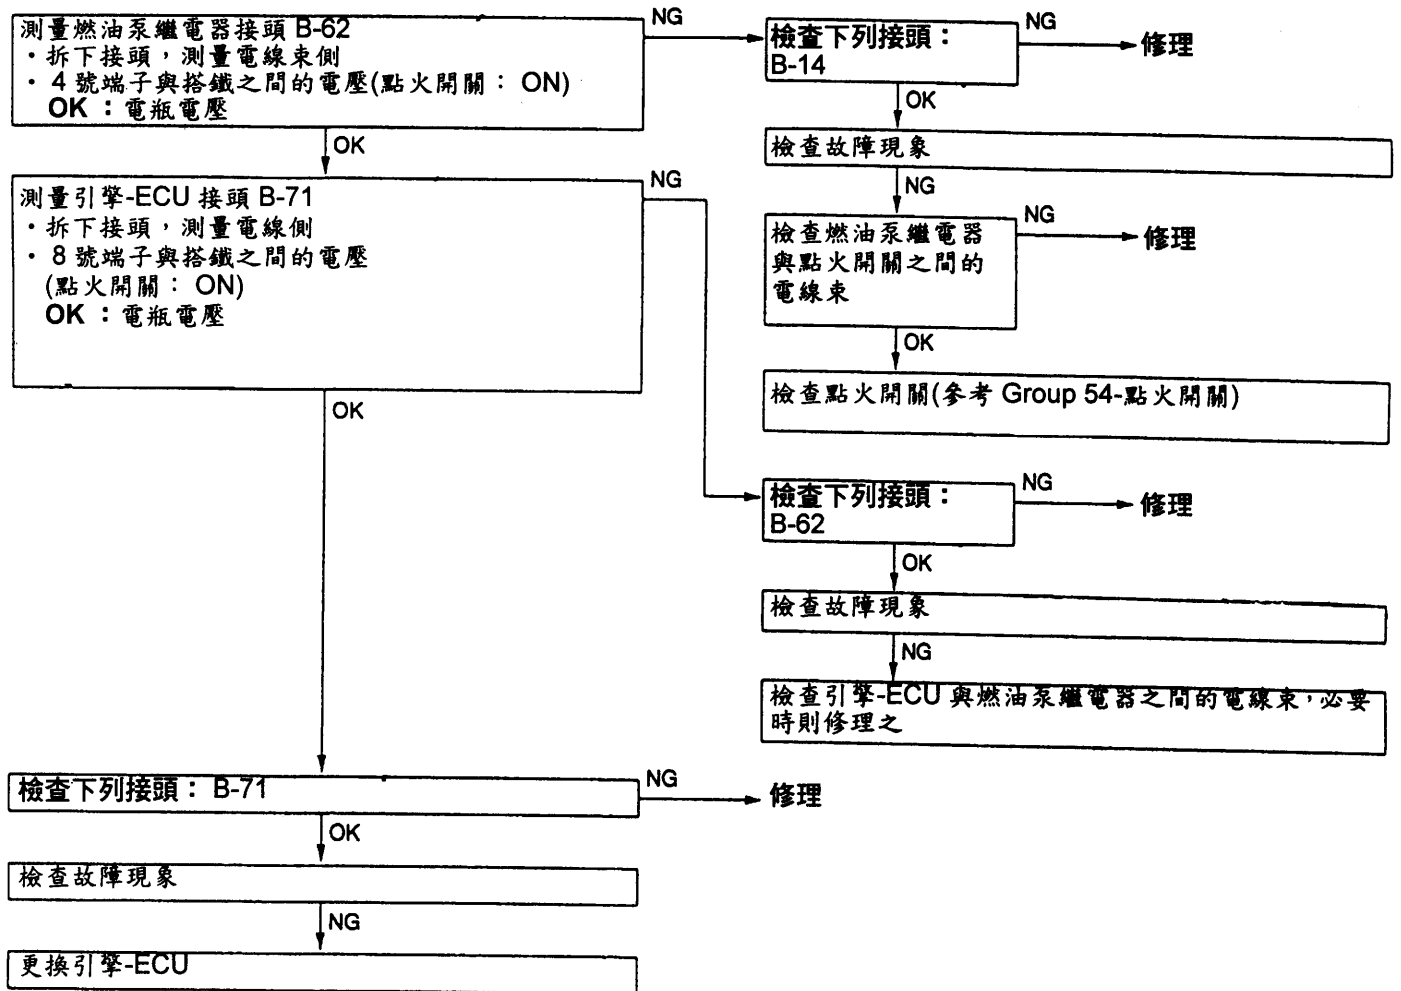 測量燃油泵繼電器接頭 B-62
・拆下接頭，測量電線束側
・4 號端子與搭鐵之間的電壓(點火開關： ON)
OK ：電瓶電壓
NG
檢查下列接頭：
B-14
NG
修理
OK
OK
檢查故障現象
NG
測量引擎-ECU 接頭 B-71
・拆下接頭，測量電線側
・8 號端子與搭鐵之間的電壓
(點火開關： ON)
OK ：電瓶電壓
NG
檢查燃油泵繼電器
與點火開關之間的
電線束
NG
修理
OK
檢查點火開關(參考 Group 54-點火開關)
OK
檢查下列接頭：
B-62
NG
修理
OK
檢查故障現象
NG
檢查引擎-ECU 與燃油泵繼電器之間的電線束，必要
時則修理之
檢查下列接頭： B-71
NG
修理
OK
檢查故障現象
NG
更換引擎-ECU